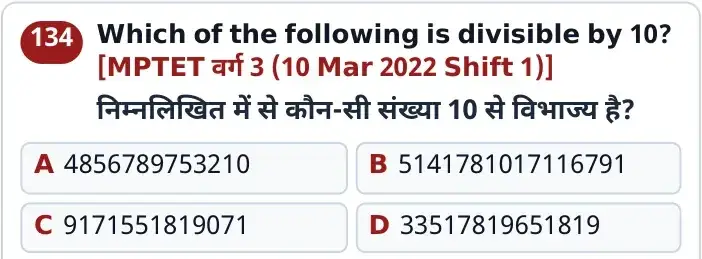 134 Which of the following is divisible by 10?
[MPTET वर्ग 3 (10 Mar 2022 Shift 1)]
निम्नलिखित में से कौन-सी संख्या 10 से विभाज्य है?
A 4856789753210 B 5141781017116791
C 9171551819071 D 33517819651819